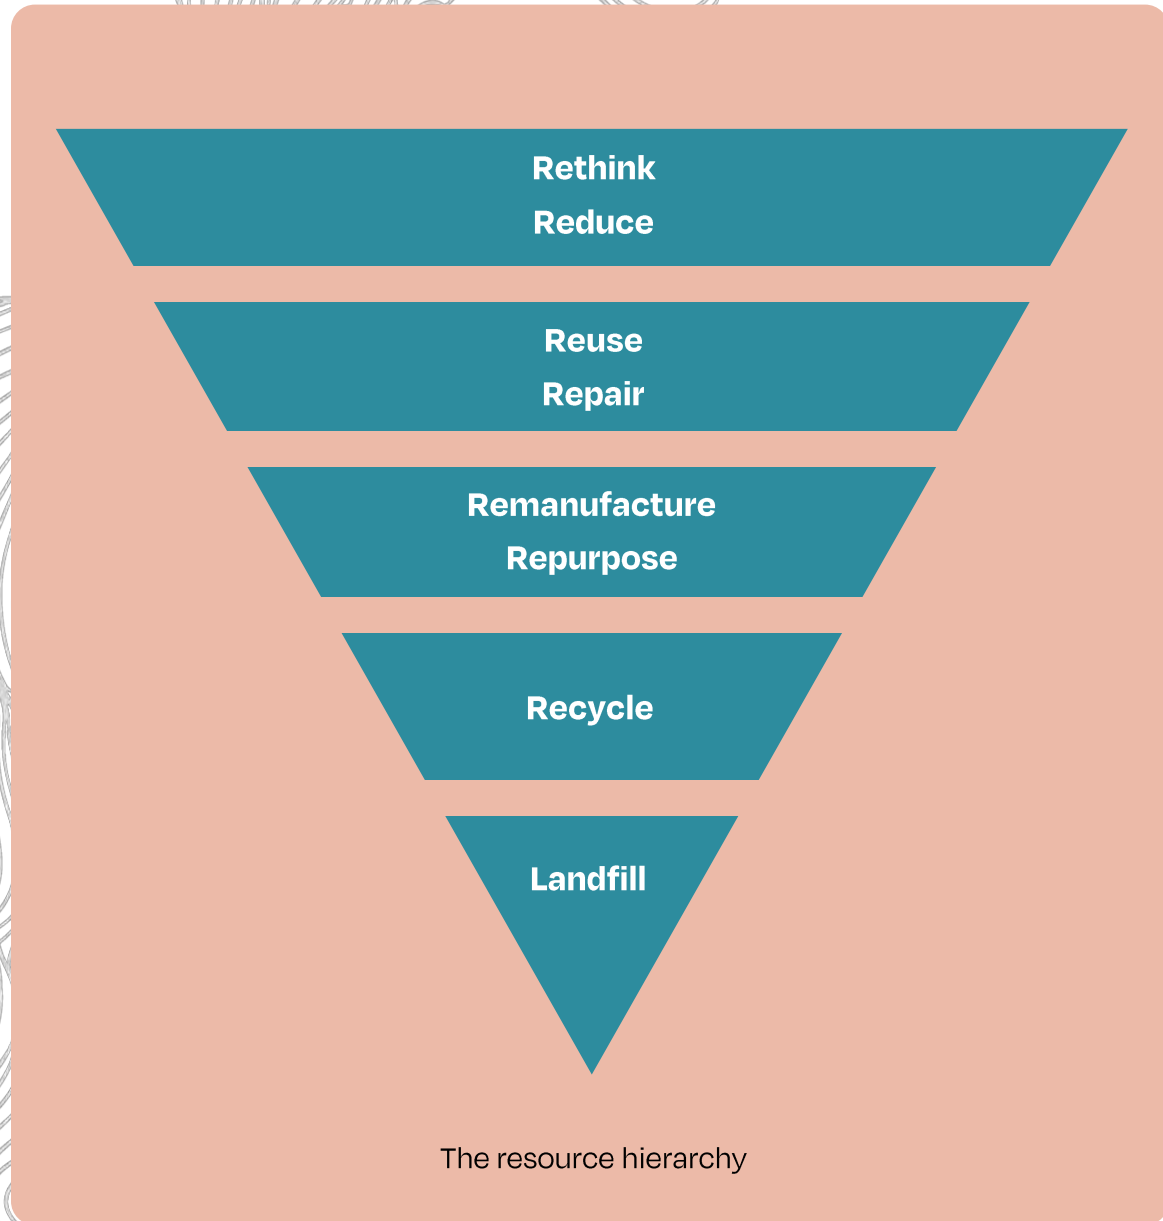 Rethink
Reduce
Reuse
Repair
Remanufacture
Repurpose
Recycle
Landfill
The resource hierarchy